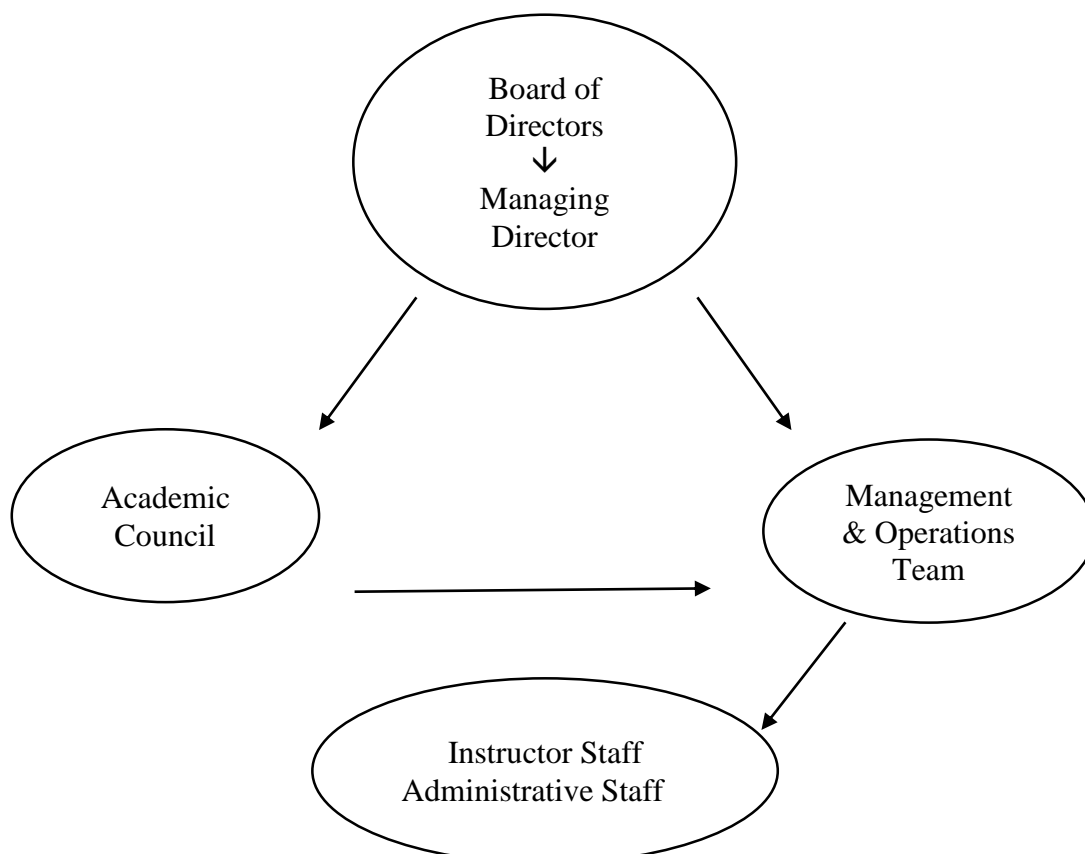 Board of
Directors
↓
Managing
Director
Academic
Council
Management
& Operations
Team
Instructor Staff
Administrative Staff